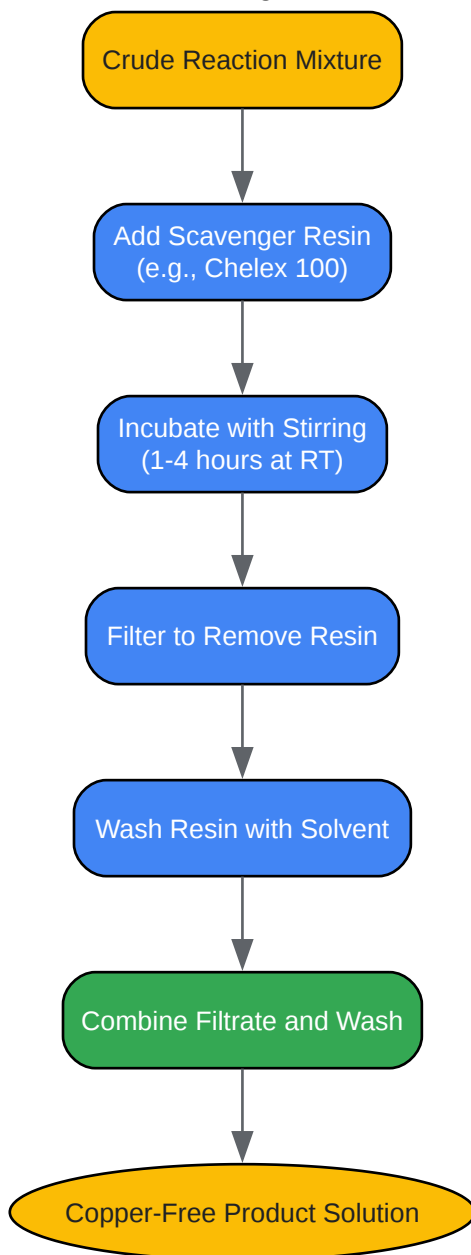 Crude Reaction Mixture
Add Scavenger Resin
(e.g., Chelex 100)
Incubate with Stirring
(1-4 hours at RT)
Filter to Remove Resin
Wash Resin with Solvent
Combine Filtrate and Wash
Copper-Free Product Solution